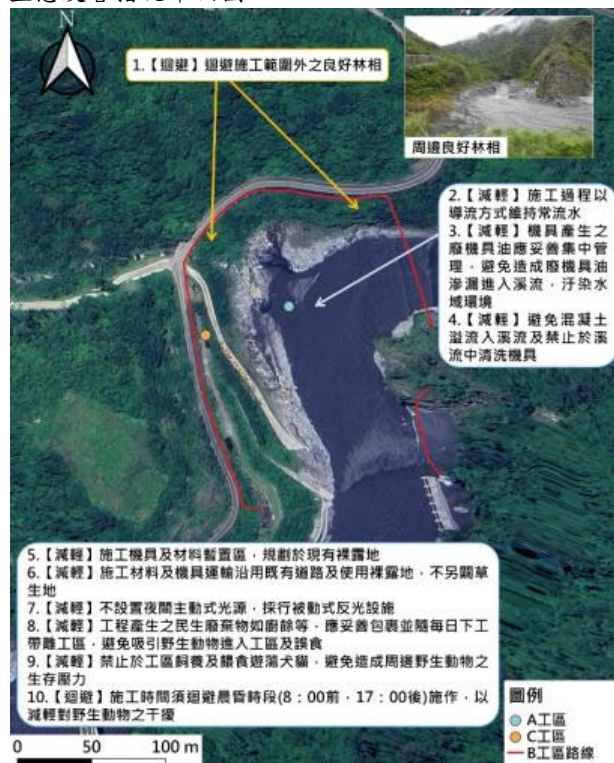 N
1.【迴避】迴避施工範圍外之良好林相
周邊良好林相
2.【減輕】施工過程以
導流方式維持常流水
3.【減輕】機具產生之
廢機具油應妥善集中管
理，避免造成廢機具油
滲漏進入溪流，汙染水
域環境
4.【減輕】避免混凝土
溢流入溪流及禁止於溪
流中清洗機具
5.【減輕】施工機具及材料暫置區，規劃於現有裸露地
6.【減輕】施工材料及機具運輸沿用既有道路及使用裸露地，不另闢草
生地
7.【減輕】不設置夜間主動式光源，採行被動式反光設施
8.【減輕】工程產生之民生廢棄物如廚餘等，應妥善包裹並隨每日下工
帶離工區，避免吸引野生動物進入工區及誤食
9.【減輕】禁止於工區飼養及餵食遊蕩犬貓，避免造成周邊野生動物之
生存壓力
10.【迴避】施工時間須迴避晨昏時段(8：00前，17：00後)施作，以
減輕對野生動物之干擾
圖例
A工區
C工區
B工區路線
0 50 100 m